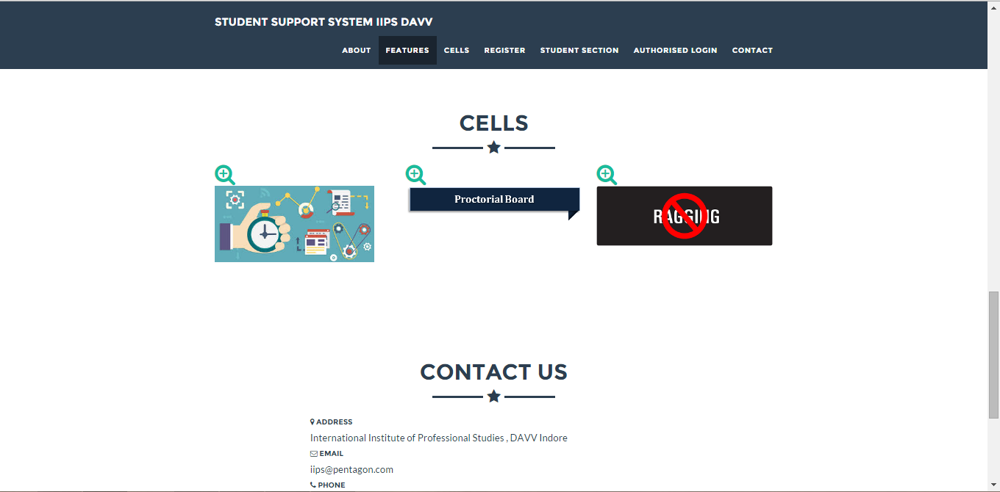 STUDENT SUPPORT SYSTEM IIPS DAVV
ABOUT FEATURES CELLS REGISTER STUDENT SECTION AUTHORISED LOGIN CONTACT
CELLS
Proctorial Board
RAGGING
CONTACT US
ADDRESS
International Institute of Professional Studies , DAVV Indore
EMAIL
iips@pentagon.com
PHONE